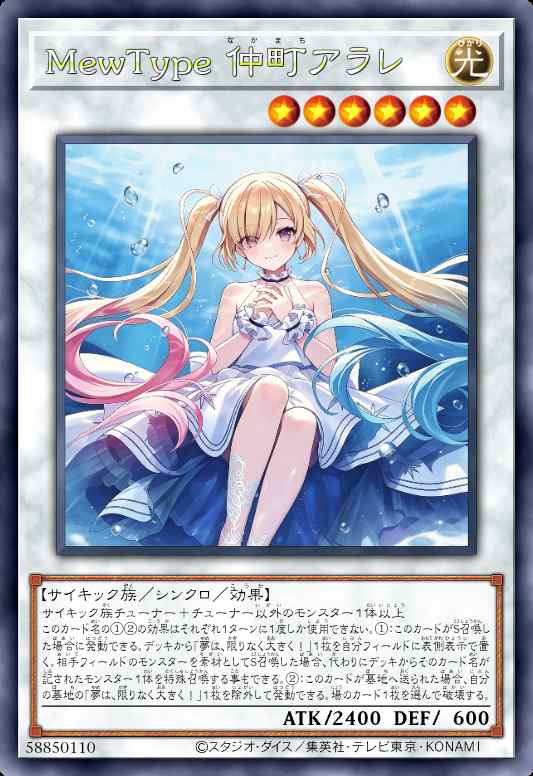 MewType 仲町アラレ
なかまち
光
ひかり
【サイキック族/シンクロ/効果】
サイキック族チューナー+チューナー以外のモンスター1体以上
このカード名の①②の効果はそれぞれ1ターンに1度しか使用できない。①:このカードがS召喚し
た場合に発動できる。デッキから「夢は、限りなく大きく!」1枚を自分フィールドに表側表示で置
く。相手フィールドのモンスターを素材としてS召喚した場合、代わりにデッキからそのカード名が
記されたモンスター1体を特殊召喚する事もできる。②:このカードが墓地へ送られた場合、自分
の墓地の「夢は、限りなく大きく!」1枚を除外して発動できる。場のカード1枚を選んで破壊する。
ATK/2400 DEF/ 600
58850110 ©スタジオ・ダイス/集英社・テレビ東京・KONAMI